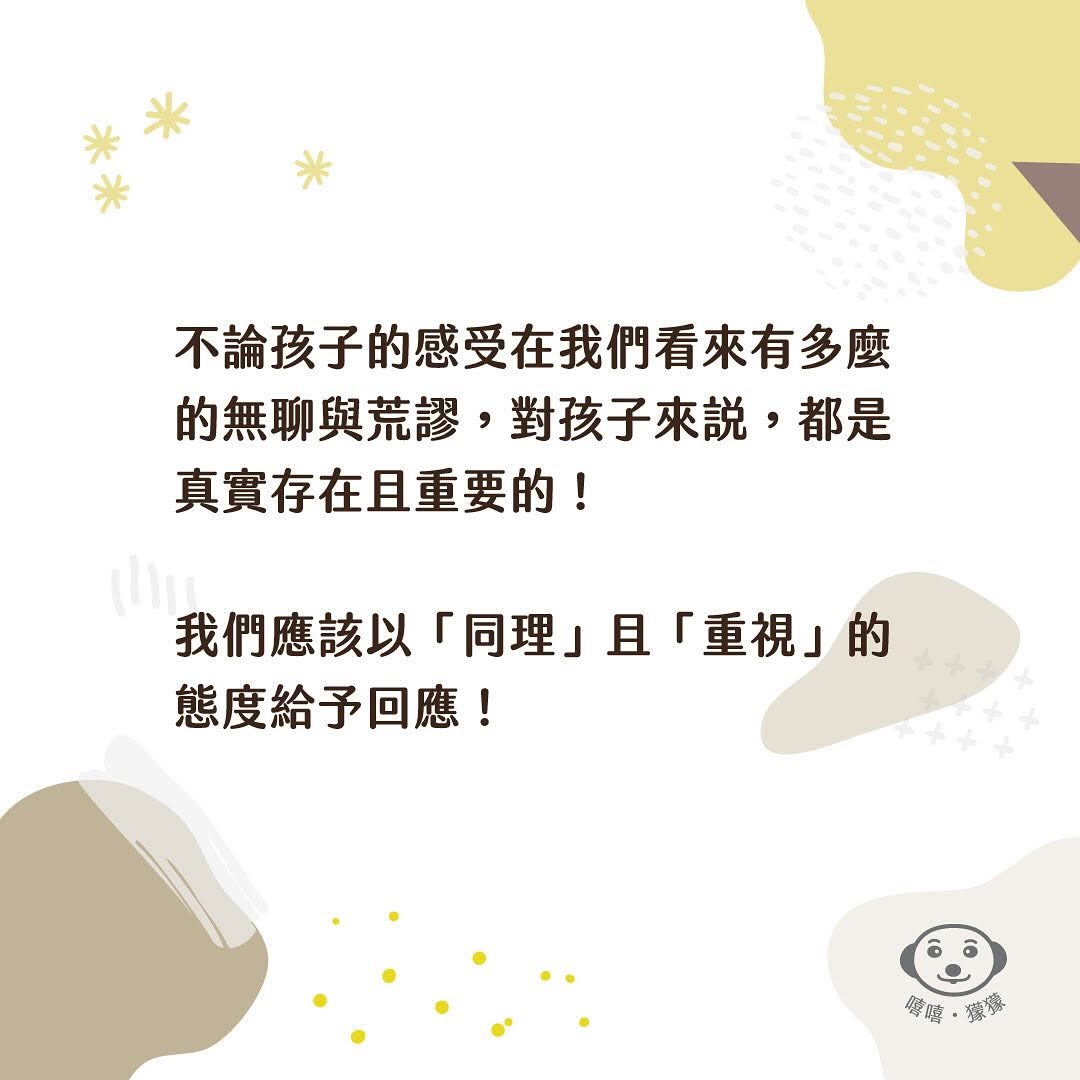 不論孩子的感受在我們看來有多麼
的無聊與荒謬，對孩子來説，都是
真實存在且重要的！
我們應該以「同理」且「重視」的
態度給予回應！
嘻嘻・獴獴